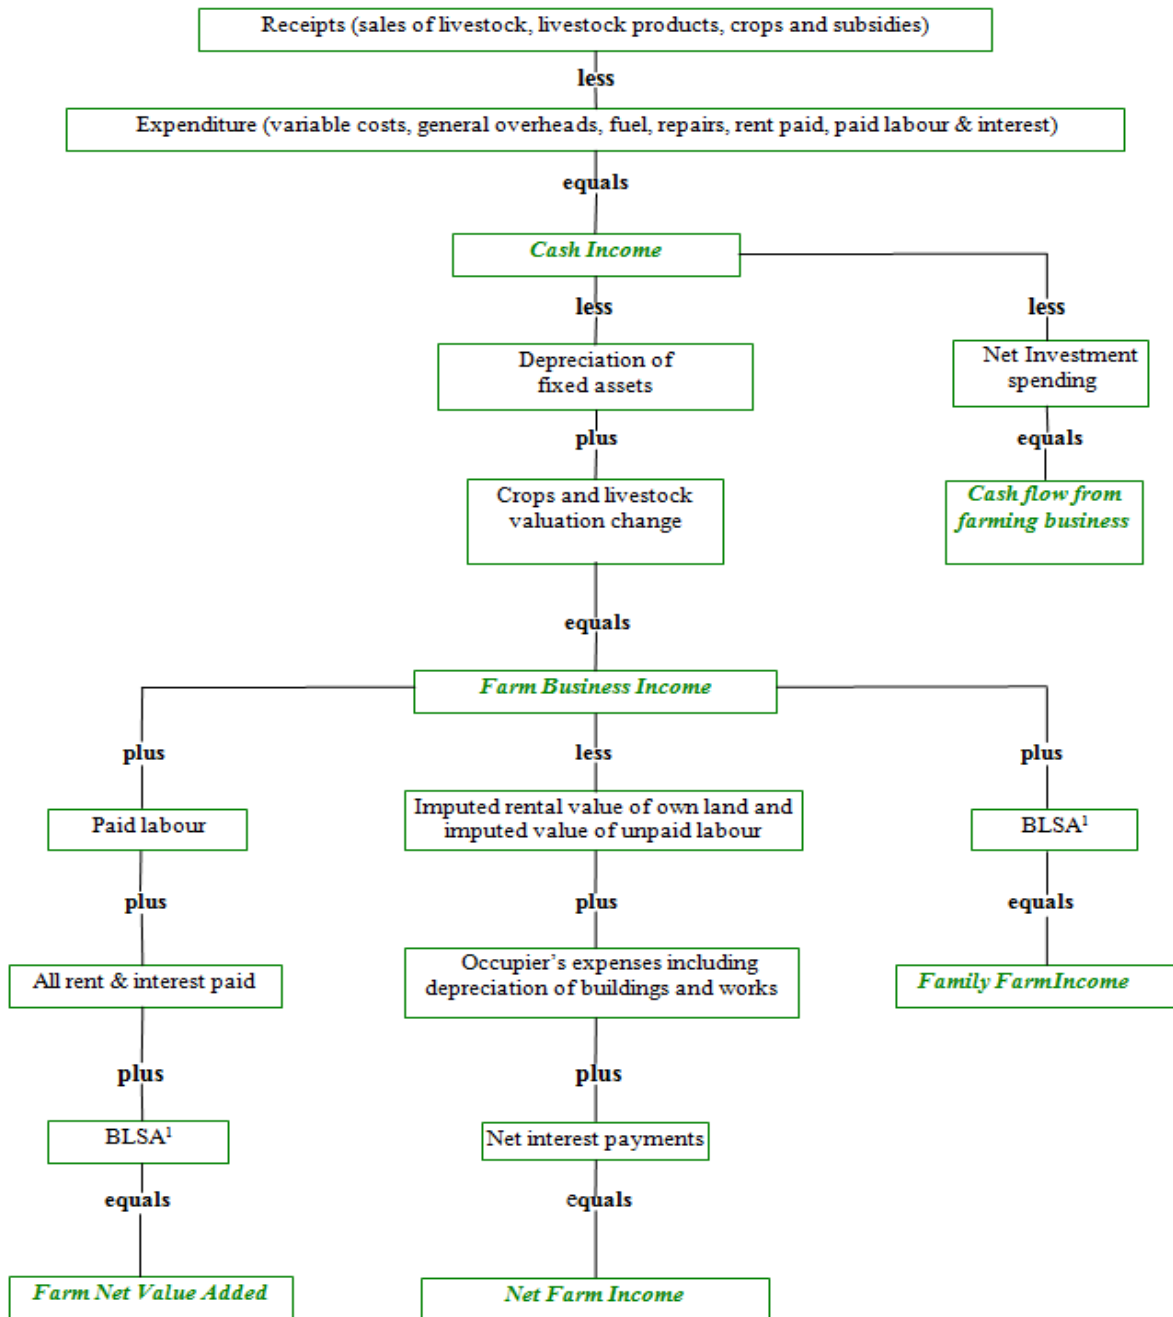 Receipts (sales of livestock, livestock products, crops and subsidies)
less
Expenditure (variable costs, general overheads, fuel, repairs, rent paid, paid labour & interest)
equals
Cash Income
less
less
Depreciation of
fixed assets
Net Investment
spending
plus
equals
Crops and livestock
valuation change
Cash flow from
farming business
equals
Farm Business Income
plus
less
plus
Paid labour
Imputed rental value of own land and
imputed value of unpaid labour
BLSA¹
plus
plus
equals
All rent & interest paid
Occupier’s expenses including
depreciation of buildings and works
Family FarmIncome
plus
plus
BLSA¹
Net interest payments
equals
equals
Farm Net Value Added
Net Farm Income